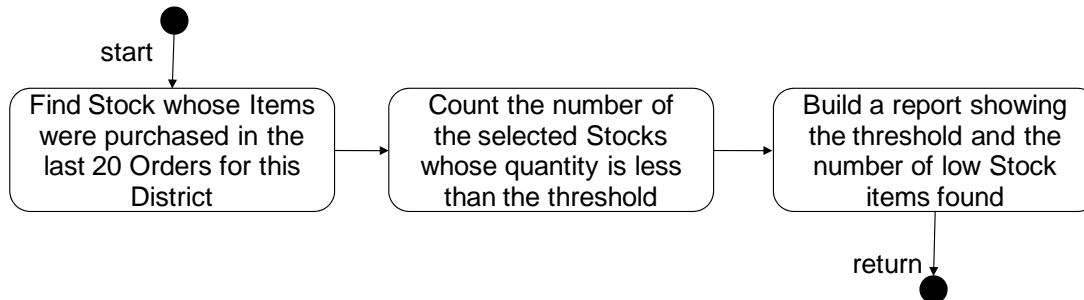 start
Find Stock whose Items
were purchased in the
last 20 Orders for this
District
Count the number of
the selected Stocks
whose quantity is less
than the threshold
Build a report showing
the threshold and the
number of low Stock
items found
return